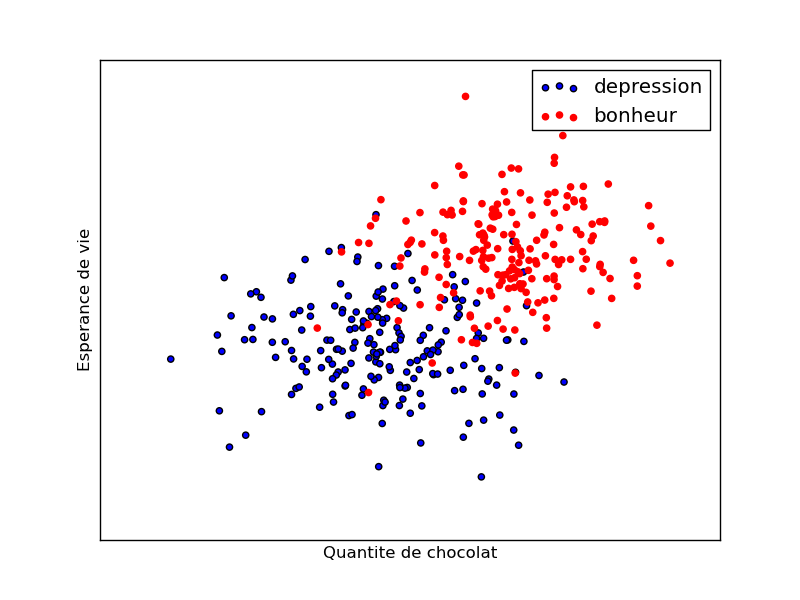 depression
bonheur
Esperance de vie
Quantite de chocolat